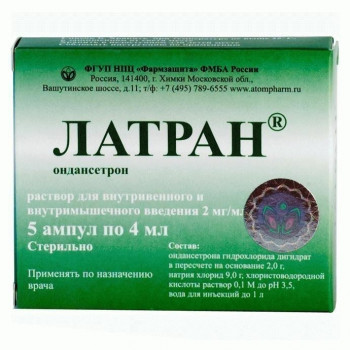 ФГУП НПЦ «Фармзащита» ФМБА России
Россия, 141400, г. Химки Московской обл.,
Вашутинское шоссе, д.11; т/ф: +7 (495) 789-6555 www.atompharm.ru
ЛАТРАН®
ондансетрон
раствор для внутривенного и
внутримышечного введения 2 мг/мл
5 ампул по 4 мл
Стерильно
Применять по назначению
врача
Состав:
ондансетрона гидрохлорида дигидрат
в пересчете на основание 2,0 г,
натрия хлорид 9,0 г; хлористоводородной
кислоты раствор 0,1 М до pH 3,5,
вода для инъекций до 1 л